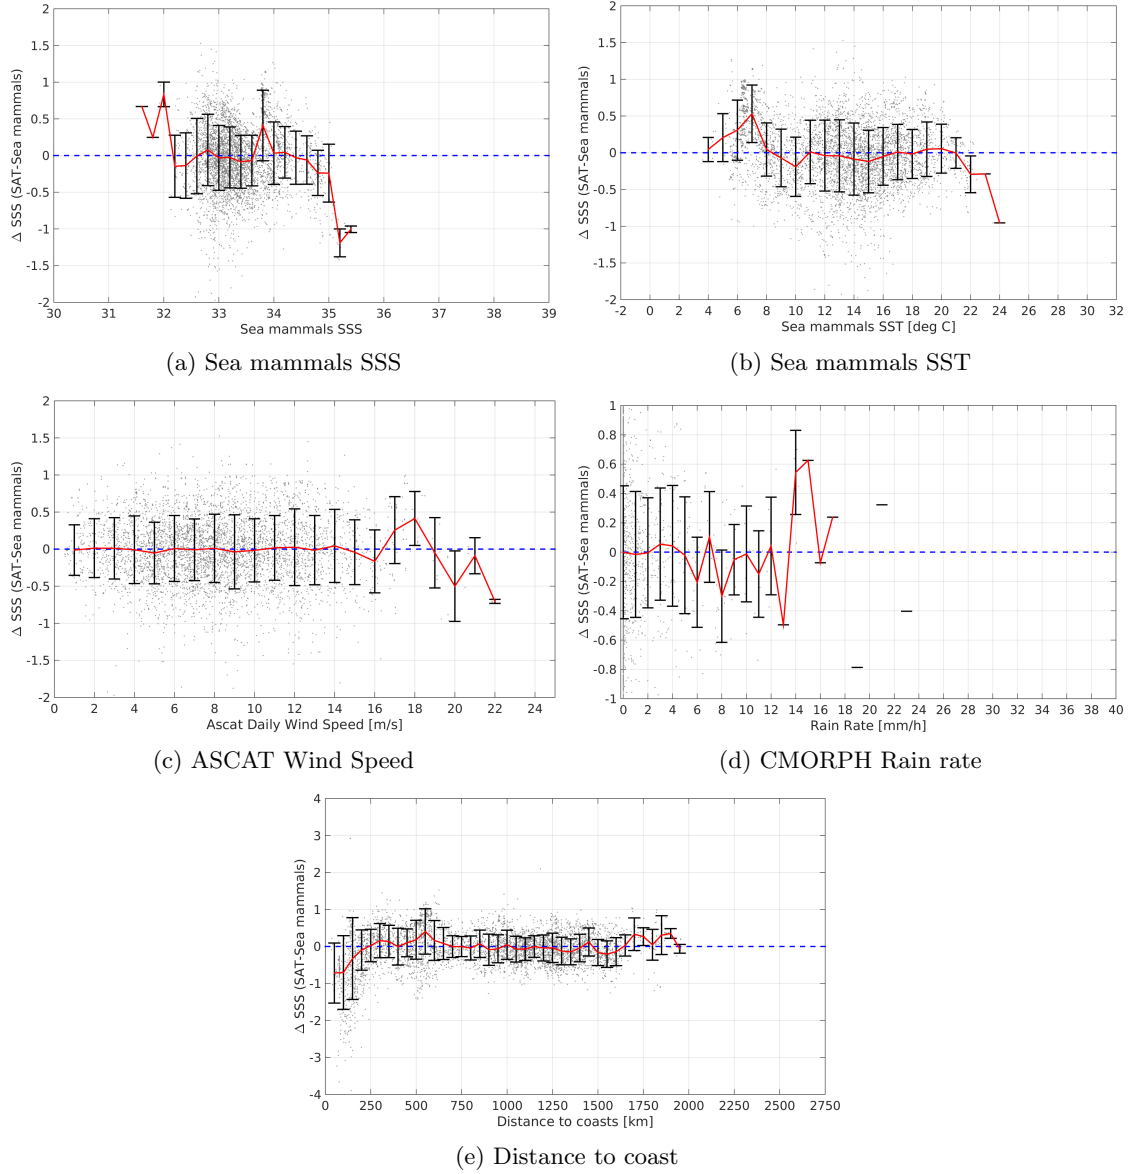 2
1.5
1
0.5
0
-0.5
-1
-1.5
-2
Δ SSS (SAT-Sea mammals)
30 31 32 33 34 35 36 37 38 39
Sea mammals SSS
(a) Sea mammals SSS
2
1.5
1
0.5
0
-0.5
-1
-1.5
-2
Δ SSS (SAT-Sea mammals)
-2 0 2 4 6 8 10 12 14 16 18 20 22 24 26 28 30 32
Sea mammals SST [deg C]
(b) Sea mammals SST
2
1.5
1
0.5
0
-0.5
-1
-1.5
-2
Δ SSS (SAT-Sea mammals)
0 2 4 6 8 10 12 14 16 18 20 22 24
Ascat Daily Wind Speed [m/s]
(c) ASCAT Wind Speed
1
0.8
0.6
0.4
0.2
0
-0.2
-0.4
-0.6
-0.8
-1
Δ SSS (SAT-Sea mammals)
0 2 4 6 8 10 12 14 16 18 20 22 24 26 28 30 32 34 36 38 40
Rain Rate [mm/h]
(d) CMORPH Rain rate
4
3
2
1
0
-1
-2
-3
-4
Δ SSS (SAT-Sea mammals)
0 250 500 750 1000 1250 1500 1750 2000 2250 2500 2750
Distance to coasts [km]
(e) Distance to coast